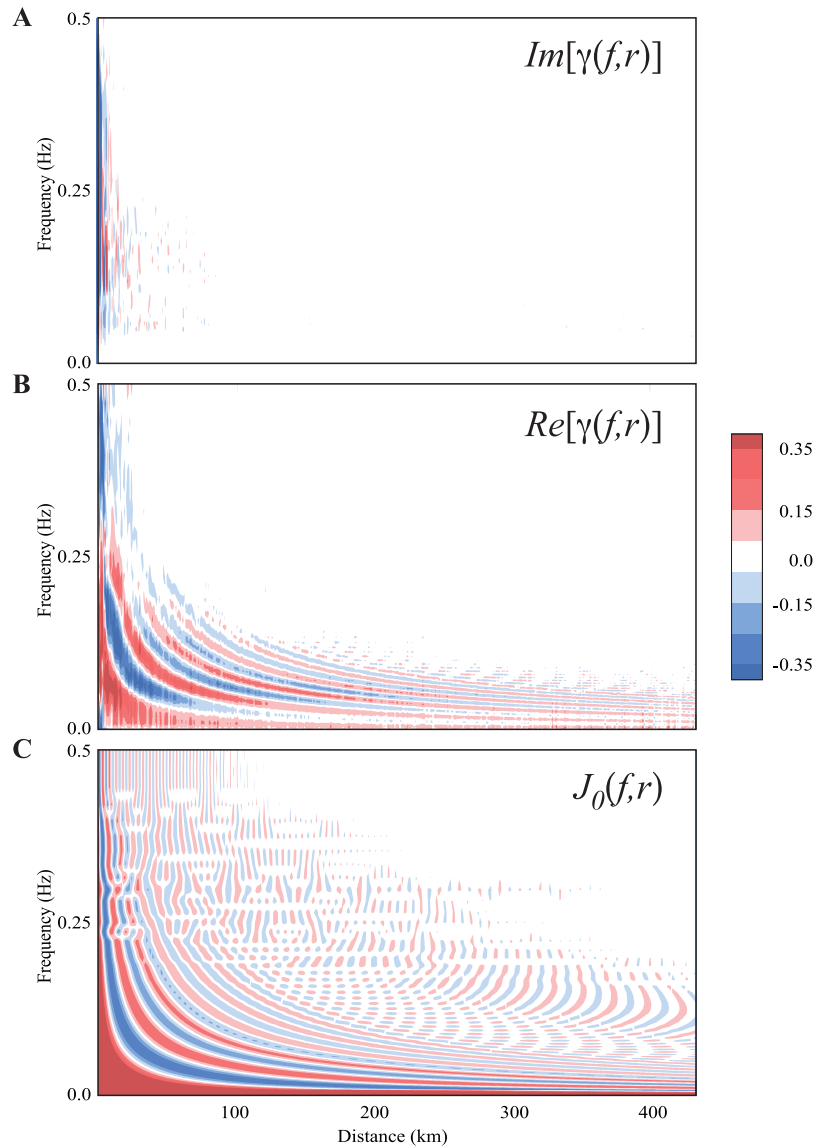 A
0.5
Im[γ(f,r)]
Frequency (Hz)
0.25
0.0
B
0.5
Re[γ(f,r)]
Frequency (Hz)
0.25
0.0
0.35
0.15
0.0
-0.15
-0.35
C
0.5
J0(f,r)
Frequency (Hz)
0.25
0.0
100
200
300
400
Distance (km)